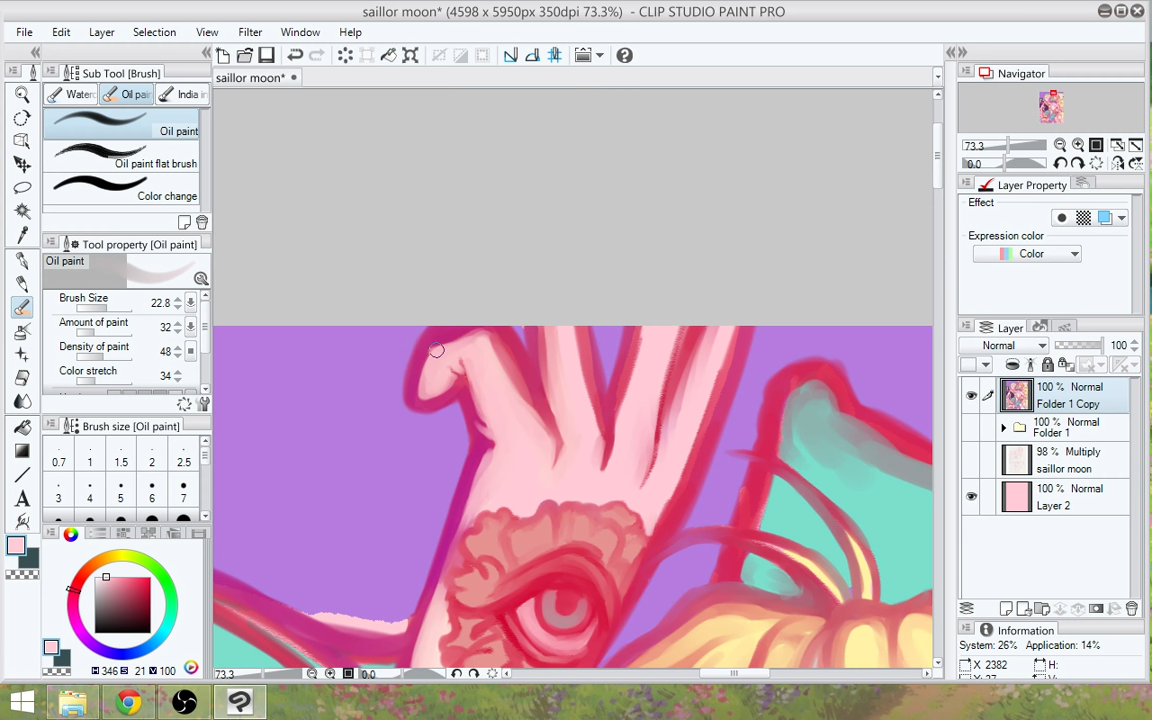 saillor moon* (4598 x 5950px 350dpi 73.3%) - CLIP STUDIO PAINT PRO
File Edit Layer Selection View Filter Window Help
Sub Tool [Brush]
saillor moon*
Navigator
Waterc Oil pain India in
Oil paint
Oil paint flat brush
Color change
73.3
0.0
Layer Property
Effect
Expression color
Color
Tool property [Oil paint]
Oil paint
Brush Size 22.8
Amount of paint 32
Density of paint 48
Color stretch 34
Layer
Normal 100
100 % Normal
Folder 1 Copy
100 % Normal
Folder 1
98 % Multiply
saillor moon
100 % Normal
Layer 2
Brush size [Oil paint]
0.7 1 1.5 2 2.5
3 4 5 6 7
A
Information
System: 26% Application: 14%
X 2382 H:
H 346 S 21 V 100
73.3 0.0